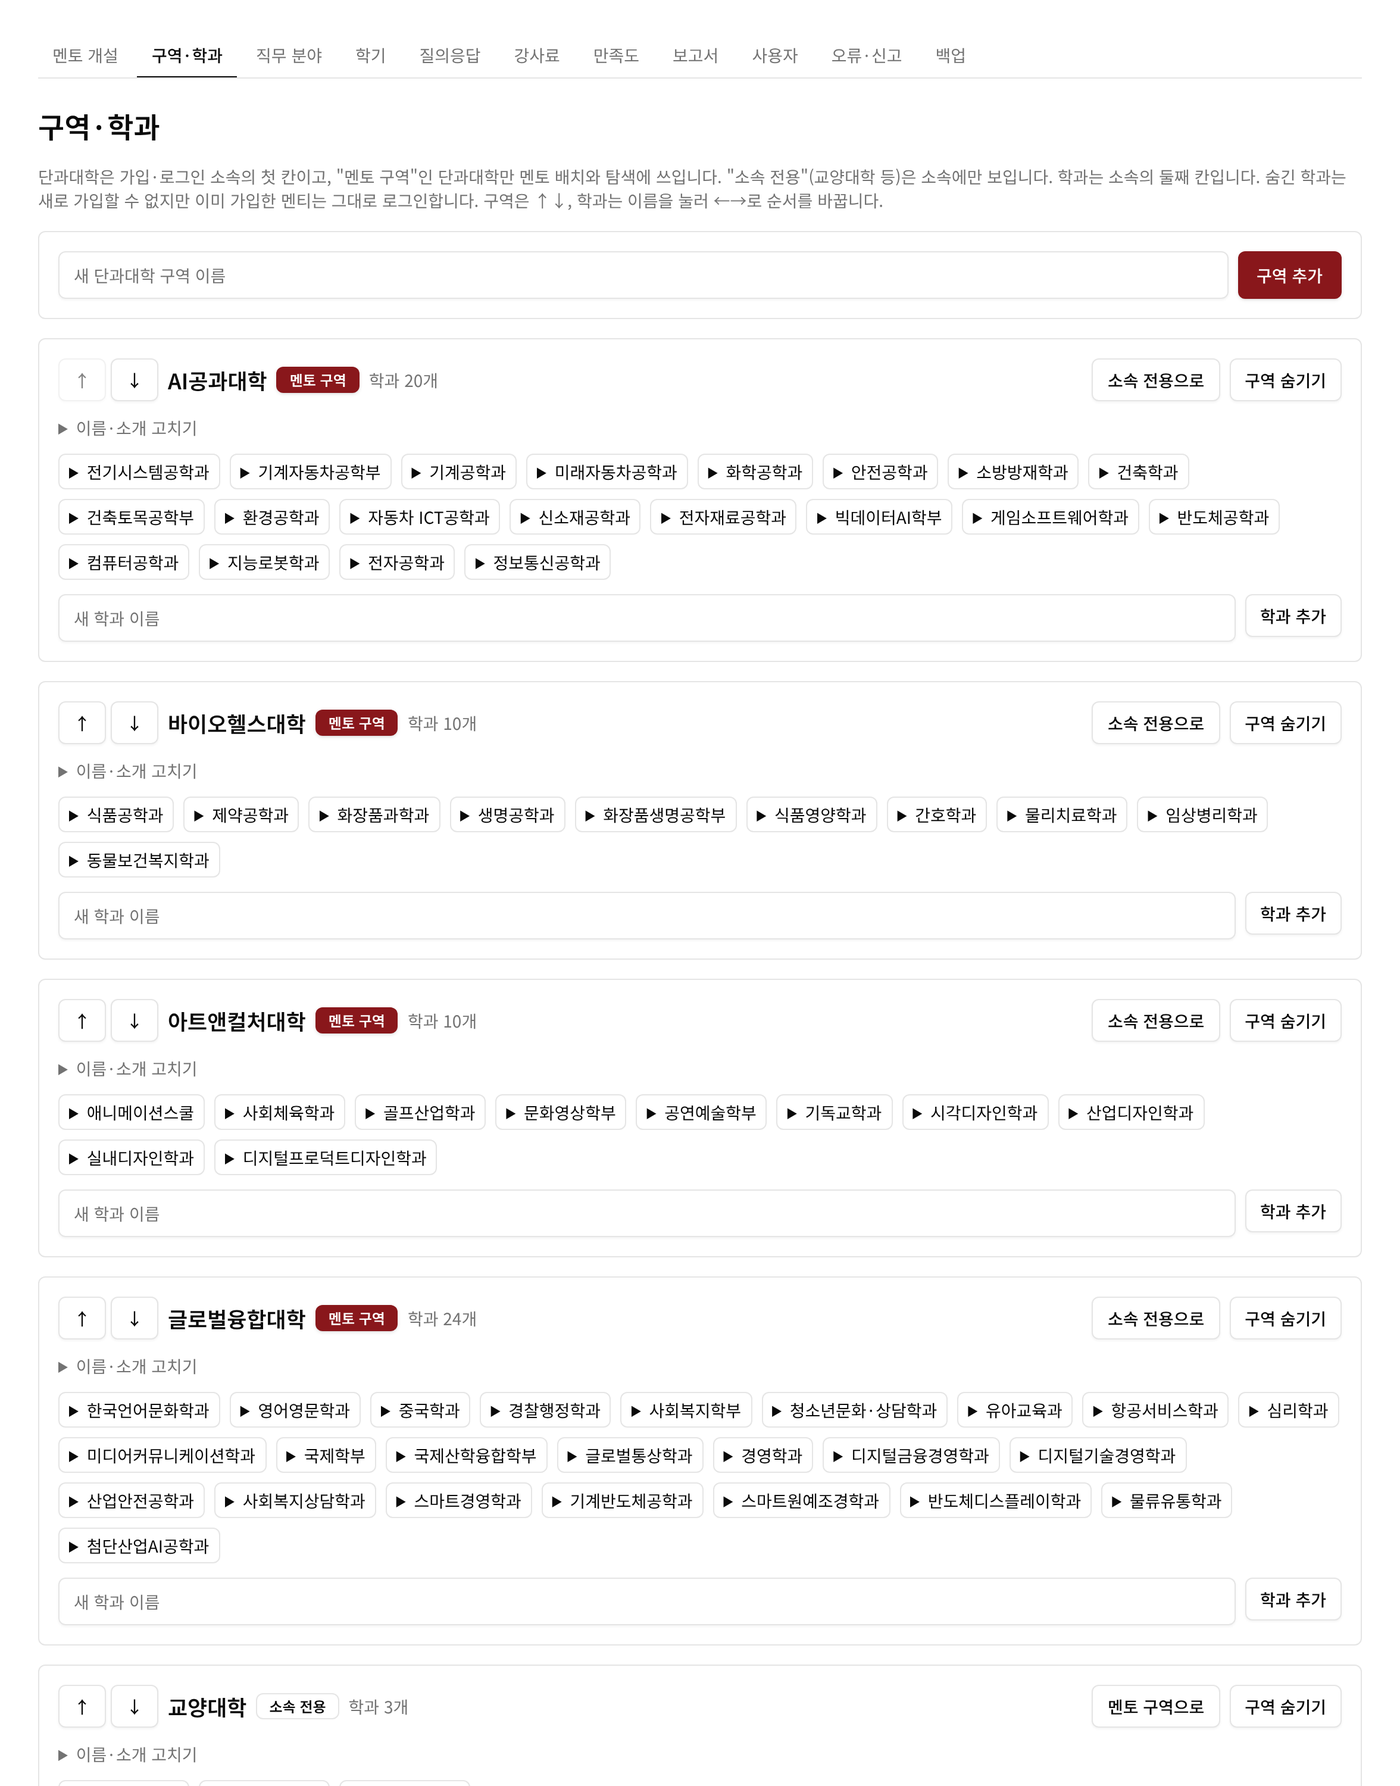 멘토 개설 구역·학과 직무 분야 학기 질의응답 강사료 만족도 보고서 사용자 오류·신고 백업
구역·학과
단과대학은 가입·로그인 소속의 첫 칸이고, "멘토 구역"인 단과대학만 멘토 배치와 탐색에 쓰입니다. "소속 전용"(교양대학 등)은 소속에만 보입니다. 학과는 소속의 둘째 칸입니다. 숨긴 학과는
새로 가입할 수 없지만 이미 가입한 멘티는 그대로 로그인합니다. 구역은 ↑↓, 학과는 이름을 눌러 ←→로 순서를 바꿉니다.
새 단과대학 구역 이름 구역 추가
↑ ↓ AI공과대학 멘토 구역 학과 20개 소속 전용으로 구역 숨기기
▶ 이름·소개 고치기
▶ 전기시스템공학과 ▶ 기계자동차공학부 ▶ 기계공학과 ▶ 미래자동차공학과 ▶ 화학공학과 ▶ 안전공학과 ▶ 소방방재학과 ▶ 건축학과
▶ 건축토목공학부 ▶ 환경공학과 ▶ 자동차 ICT공학과 ▶ 신소재공학과 ▶ 전자재료공학과 ▶ 빅데이터AI학부 ▶ 게임소프트웨어학과 ▶ 반도체공학과
▶ 컴퓨터공학과 ▶ 지능로봇학과 ▶ 전자공학과 ▶ 정보통신공학과
새 학과 이름 학과 추가
↑ ↓ 바이오헬스대학 멘토 구역 학과 10개 소속 전용으로 구역 숨기기
▶ 이름·소개 고치기
▶ 식품공학과 ▶ 제약공학과 ▶ 화장품과학과 ▶ 생명공학과 ▶ 화장품생명공학부 ▶ 식품영양학과 ▶ 간호학과 ▶ 물리치료학과 ▶ 임상병리학과
▶ 동물보건복지학과
새 학과 이름 학과 추가
↑ ↓ 아트앤컬처대학 멘토 구역 학과 10개 소속 전용으로 구역 숨기기
▶ 이름·소개 고치기
▶ 애니메이션스쿨 ▶ 사회체육학과 ▶ 골프산업학과 ▶ 문화영상학부 ▶ 공연예술학부 ▶ 기독교학과 ▶ 시각디자인학과 ▶ 산업디자인학과
▶ 실내디자인학과 ▶ 디지털프로덕트디자인학과
새 학과 이름 학과 추가
↑ ↓ 글로벌융합대학 멘토 구역 학과 24개 소속 전용으로 구역 숨기기
▶ 이름·소개 고치기
▶ 한국언어문화학과 ▶ 영어영문학과 ▶ 중국학과 ▶ 경찰행정학과 ▶ 사회복지학부 ▶ 청소년문화·상담학과 ▶ 유아교육과 ▶ 항공서비스학과 ▶ 심리학과
▶ 미디어커뮤니케이션학과 ▶ 국제학부 ▶ 국제산학융합학부 ▶ 글로벌통상학과 ▶ 경영학과 ▶ 디지털금융경영학과 ▶ 디지털기술경영학과
▶ 산업안전공학과 ▶ 사회복지상담학과 ▶ 스마트경영학과 ▶ 기계반도체공학과 ▶ 스마트원예조경학과 ▶ 반도체디스플레이학과 ▶ 물류유통학과
▶ 첨단산업AI공학과
새 학과 이름 학과 추가
↑ ↓ 교양대학 소속 전용 학과 3개 멘토 구역으로 구역 숨기기
▶ 이름·소개 고치기